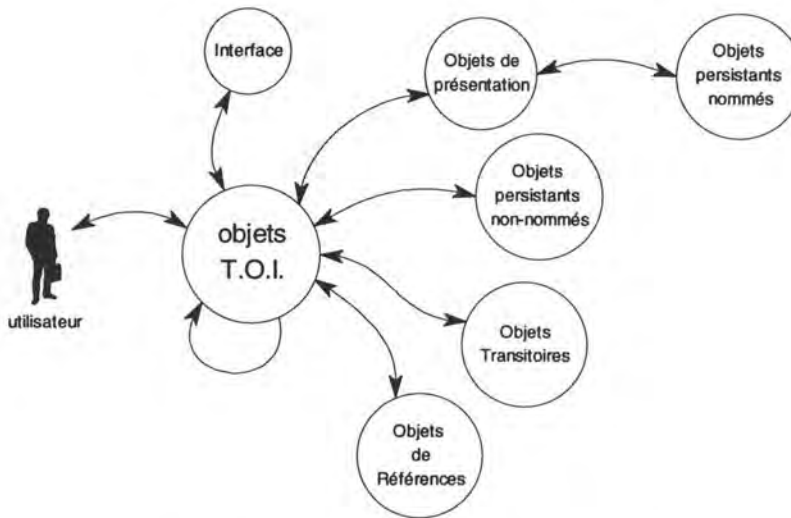 Interface
Objets de
présentation
Objets
persistants
nommés
Objets
persistants
non-nommés
objets
T.O.I.
utilisateur
Objets
Transitoires
Objets
de
Références